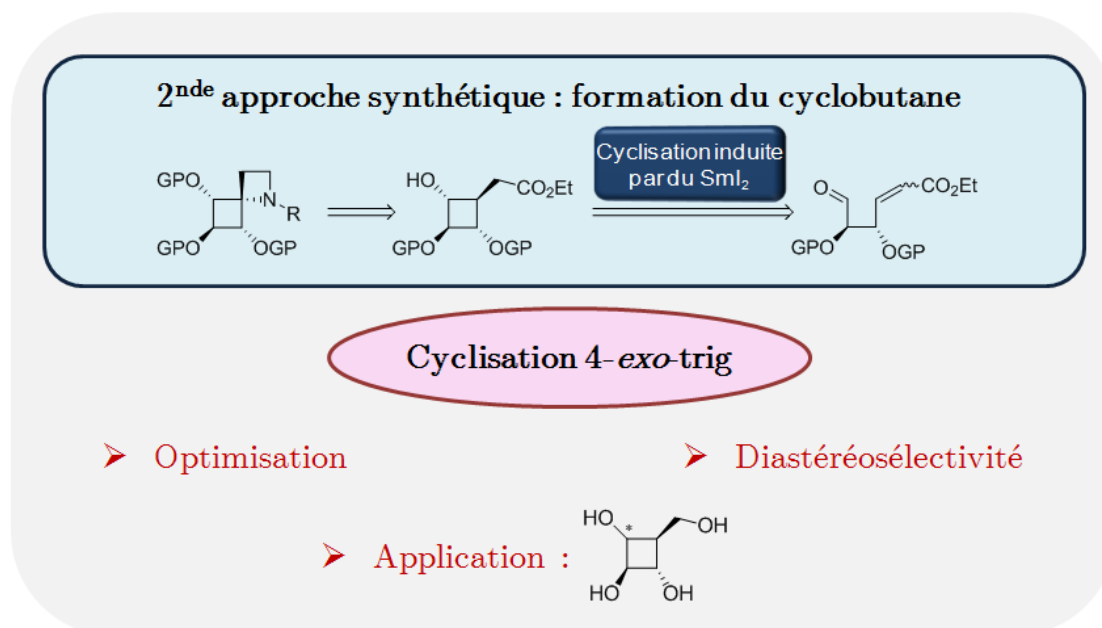 2nde approche synthétique : formation du cyclobutane
GPO
N
R
GPO
OGP
HO
CO2Et
GPO
OGP
Cyclisation induite
par du SmI2
O
CO2Et
GPO
OGP
Cyclisation 4-exo-trig
➤ Optimisation
➤ Diastéréosélectivité
➤ Application :
HO
*
OH
HO
OH